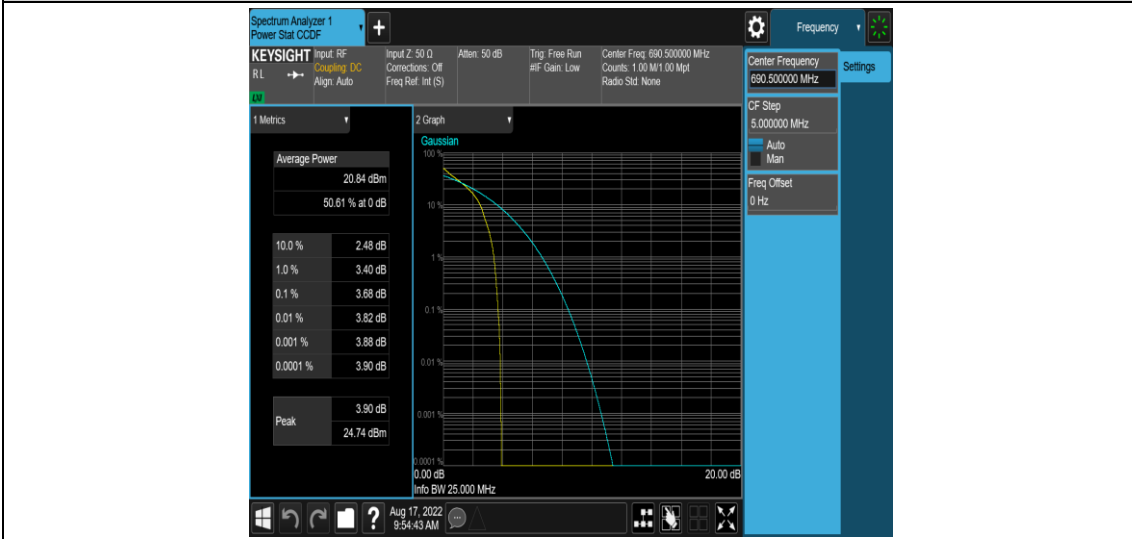 Spectrum Analyzer 1
Power Stat CCDF
+
Frequency
KEYSIGHT
RL
LXI
Input: RF
Coupling: DC
Align: Auto
Input Z: 50 Ω
Corrections: Off
Freq Ref: Int (S)
Atten: 50 dB
Trig: Free Run
#IF Gain: Low
Center Freq: 690.500000 MHz
Counts: 1.00 M/1.00 Mpt
Radio Std: None
Center Frequency
690.500000 MHz
Settings
CF Step
5.000000 MHz
Auto
Man
Freq Offset
0 Hz
1 Metrics
Average Power
20.84 dBm
50.61 % at 0 dB
10.0 % 2.48 dB
1.0 % 3.40 dB
0.1 % 3.68 dB
0.01 % 3.82 dB
0.001 % 3.88 dB
0.0001 % 3.90 dB
Peak
3.90 dB
24.74 dBm
2 Graph
Gaussian
100 %
10 %
1 %
0.1 %
0.01 %
0.001 %
0.0001 %
0.00 dB
20.00 dB
Info BW 25.000 MHz
?
Aug 17, 2022
9:54:43 AM